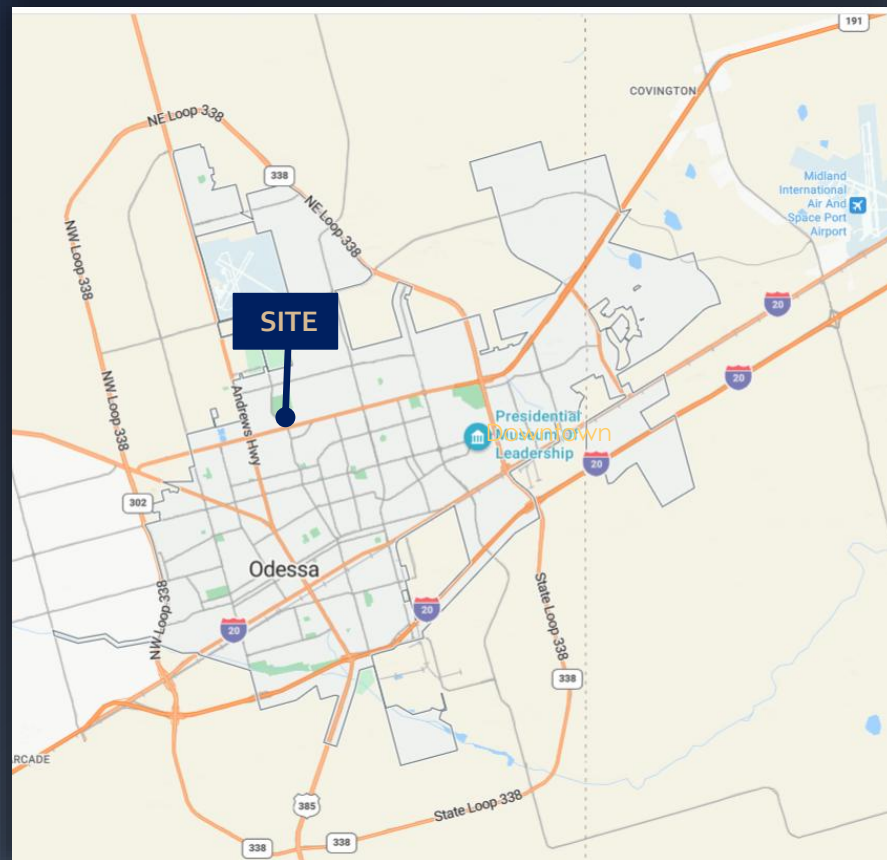 191
COVINGTON
NE Loop 338
338
Midland
International
Air And
Space Port
Airport
NE Loop 338
NW Loop 338
20
SITE
20
NW Loop 338
Andrews Hwy
Presidential
Museum Of
Leadership
Downtown
20
302
Odessa
State Loop 338
NW Loop 338
20
20
338
ARCADE
385
State Loop 338
338
338